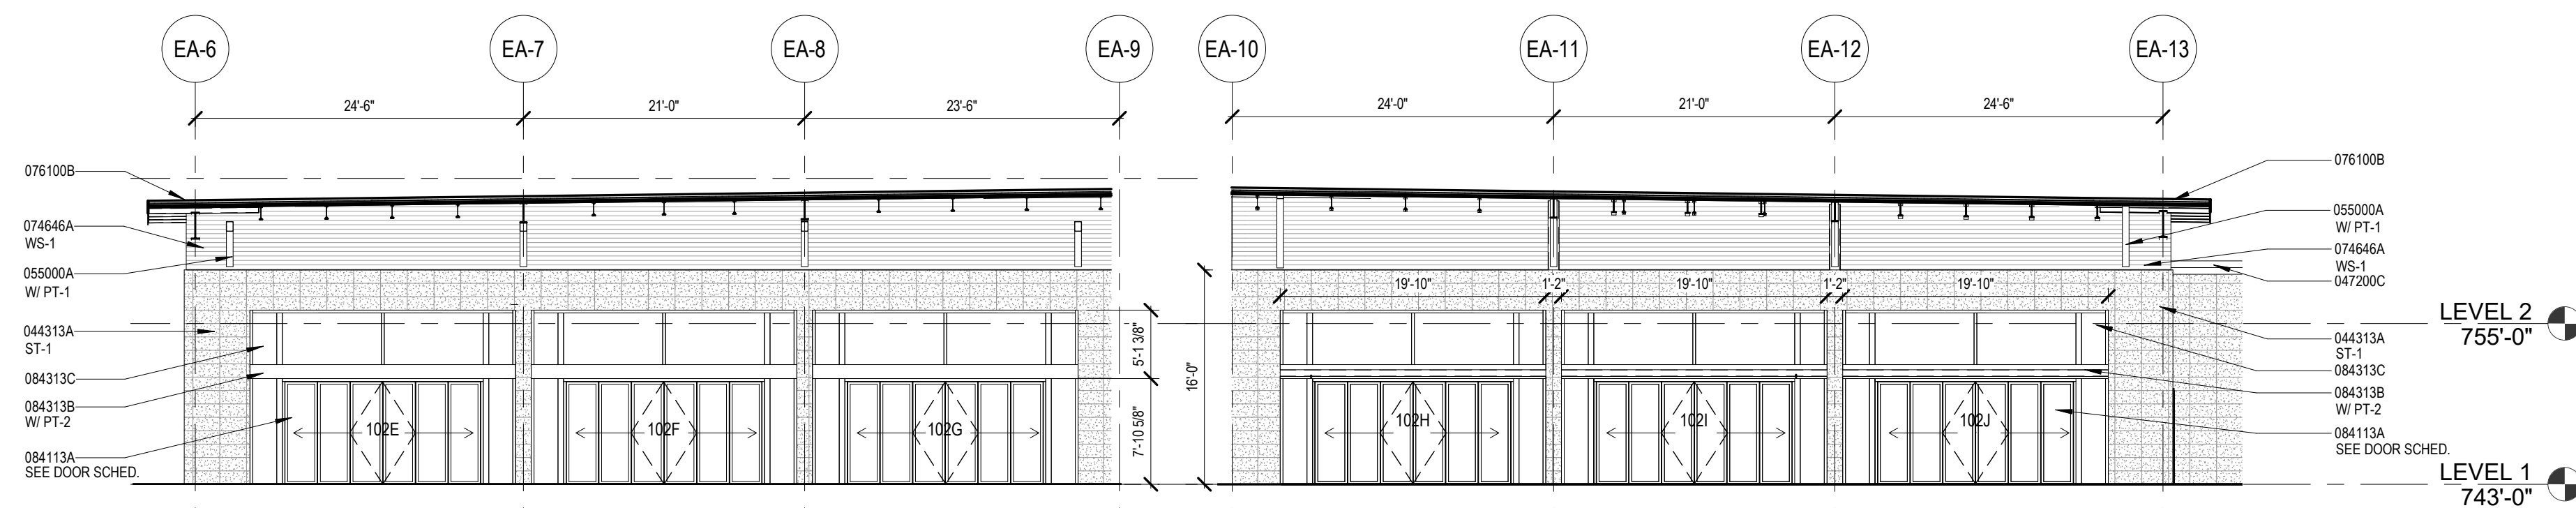 EA-6
EA-7
EA-8
EA-9
EA-10
EA-11
EA-12
EA-13
24'-6"
21'-0"
23'-6"
24'-0"
21'-0"
24'-6"
076100B
074646A
WS-1
055000A
W/ PT-1
044313A
ST-1
084313C
084313B
W/ PT-2
084113A
SEE DOOR SCHED.
102E
102F
102G
5'-1 3/8"
7'-10 5/8"
16'-0"
19'-10"
1'-2"
19'-10"
1'-2"
19'-10"
102H
102I
102J
076100B
055000A
W/ PT-1
074646A
WS-1
047200C
044313A
ST-1
084313C
084313B
W/ PT-2
084113A
SEE DOOR SCHED.
LEVEL 2
755'-0"
LEVEL 1
743'-0"